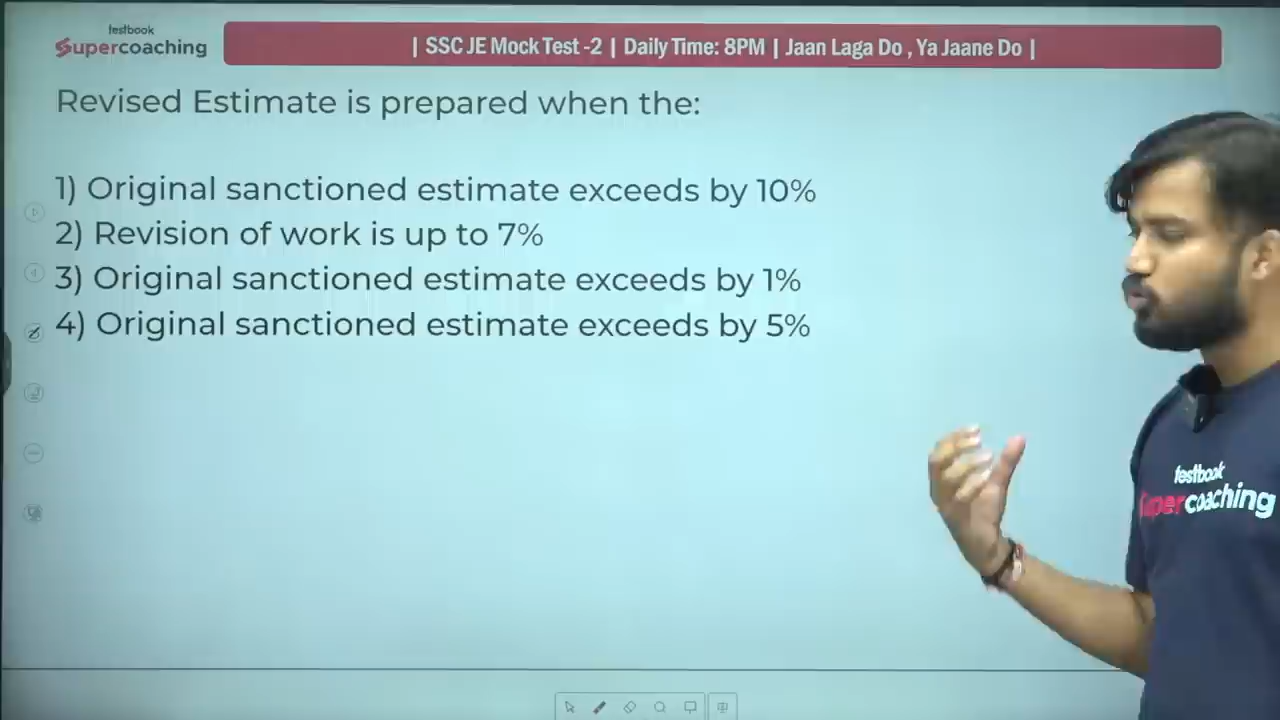 testbook
Supercoaching
| SSC JE Mock Test -2 | Daily Time: 8PM | Jaan Laga Do , Ya Jaane Do |
Revised Estimate is prepared when the:
1) Original sanctioned estimate exceeds by 10%
2) Revision of work is up to 7%
3) Original sanctioned estimate exceeds by 1%
4) Original sanctioned estimate exceeds by 5%
testbook
Supercoaching